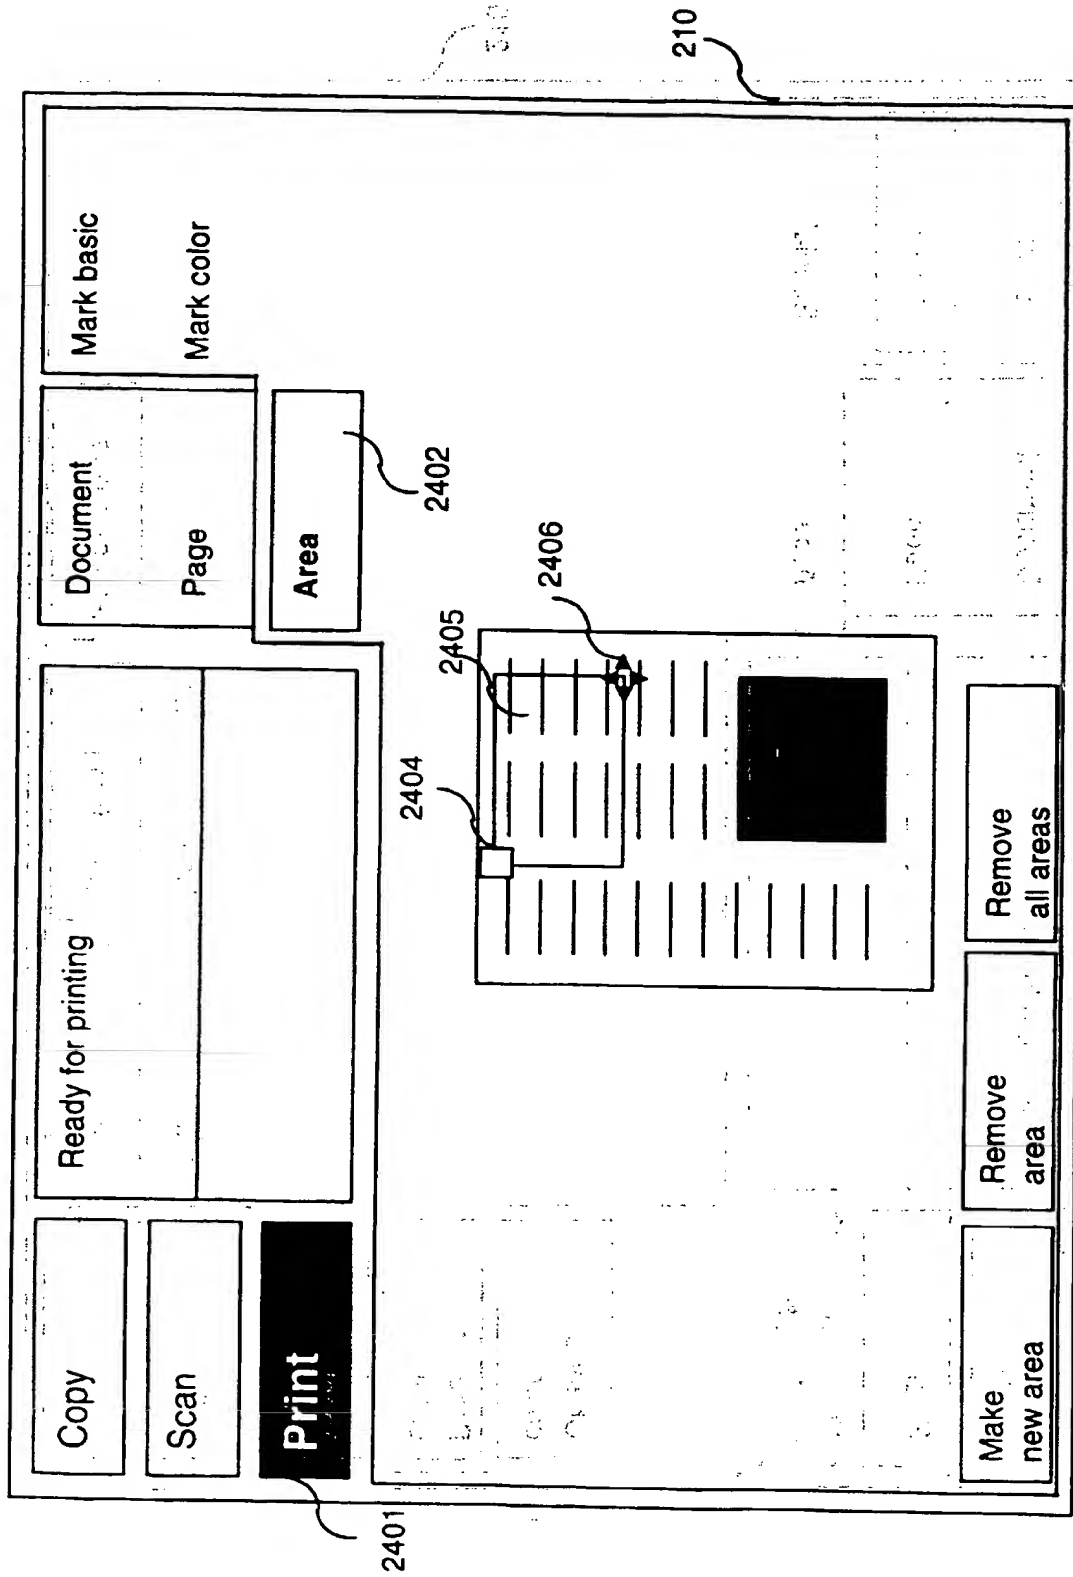 210
Copy
Scan
Print
2401
Ready for printing
Document
Page
Area
2402
Mark basic
Mark color
2404
2405
2406
Make
new area
Remove
area
Remove
all areas